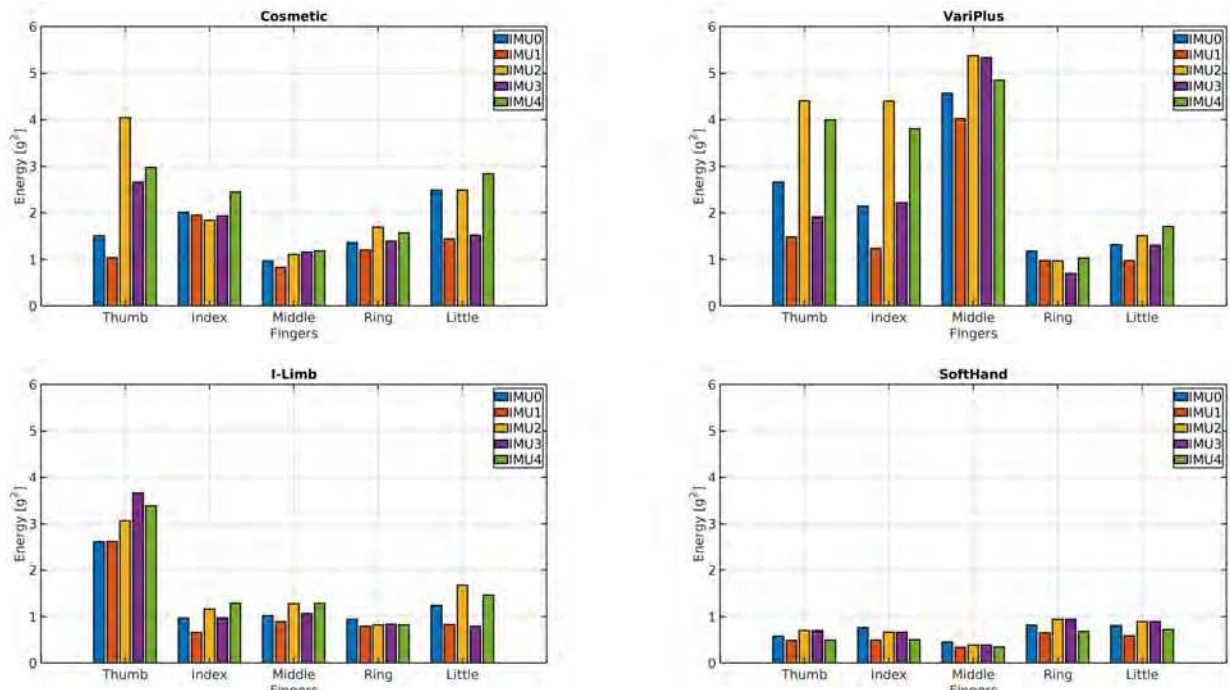 Cosmetic
6
5
4
3
2
1
0
Energy [g²]
Thumb Index Middle Ring Little
Fingers
IMU0
IMU1
IMU2
IMU3
IMU4
VariPlus
6
5
4
3
2
1
0
Energy [g²]
Thumb Index Middle Ring Little
Fingers
IMU0
IMU1
IMU2
IMU3
IMU4
I-Limb
6
5
4
3
2
1
0
Energy [g²]
Thumb Index Middle Ring Little
Fingers
IMU0
IMU1
IMU2
IMU3
IMU4
SoftHand
6
5
4
3
2
1
0
Energy [g²]
Thumb Index Middle Ring Little
Fingers
IMU0
IMU1
IMU2
IMU3
IMU4